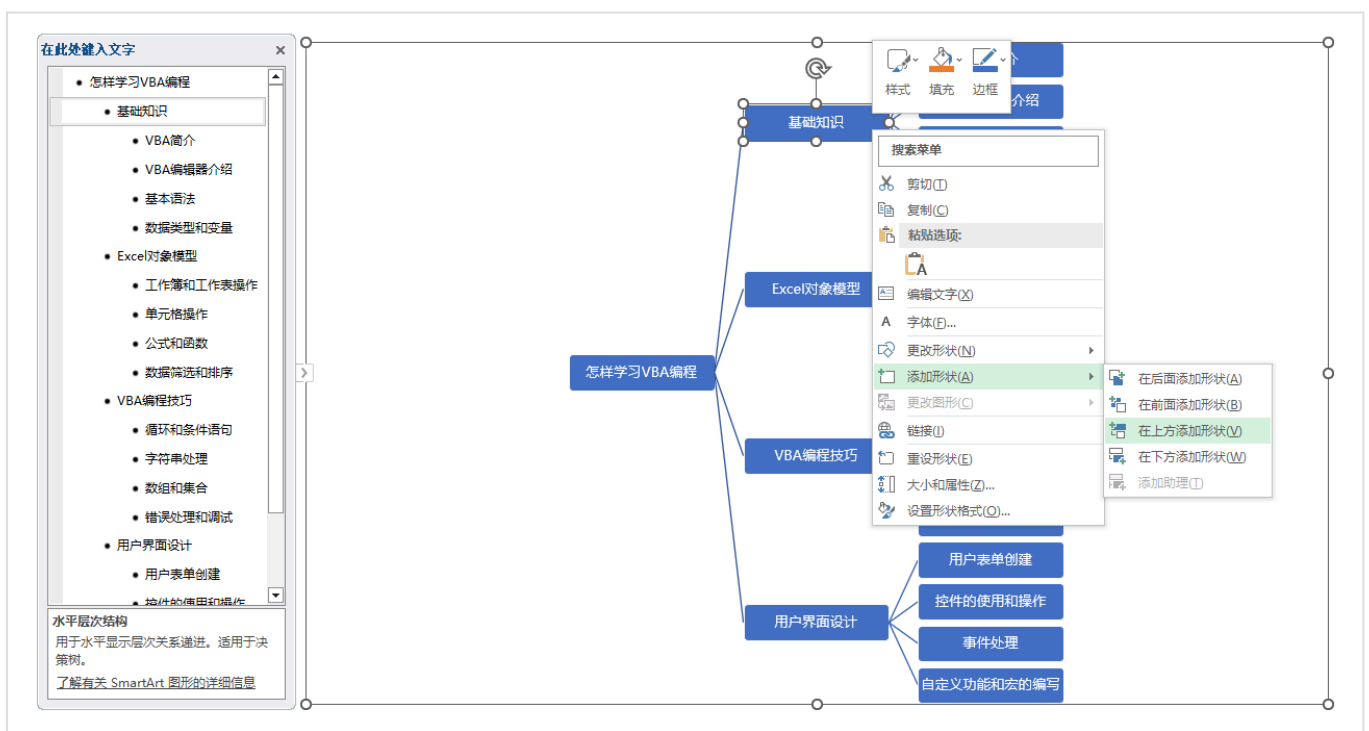 在此处键入文字
怎样学习VBA编程
基础知识
VBA简介
VBA编辑器介绍
基本语法
数据类型和变量
Excel对象模型
工作簿和工作表操作
单元格操作
公式和函数
数据筛选和排序
VBA编程技巧
循环和条件语句
字符串处理
数组和集合
错误处理和调试
用户界面设计
用户表单创建
控件的使用和操作
水平层次结构
用于水平显示层次关系递进。适用于决
策树。
了解有关 SmartArt 图形的详细信息
怎样学习VBA编程
基础知识
Excel对象模型
VBA编程技巧
用户界面设计
介
介绍
用户表单创建
控件的使用和操作
事件处理
自定义功能和宏的编写
样式 填充 边框
搜索菜单
剪切(T)
复制(C)
粘贴选项:
A
编辑文字(X)
A 字体(F)...
更改形状(N)
添加形状(A)
更改图形(C)
链接(I)
重设形状(E)
大小和属性(Z)...
设置形状格式(O)...
在后面添加形状(A)
在前面添加形状(B)
在上方添加形状(V)
在下方添加形状(W)
添加助理(T)